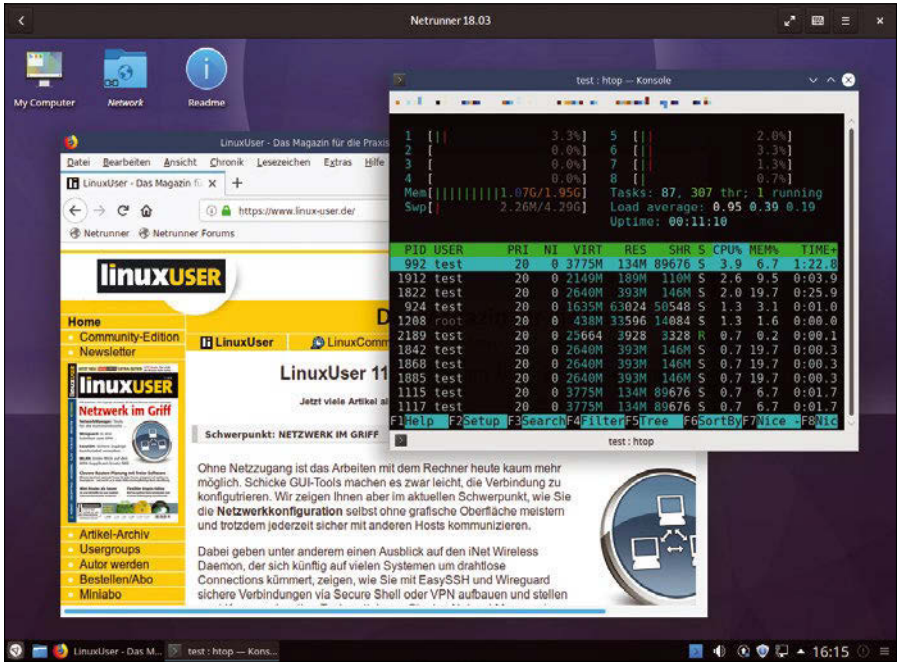 Netrunner 18.03
My Computer
Network
Readme
LinuxUser - Das Magazin für die Praxis
Datei Bearbeiten Ansicht Chronik Lesezeichen Extras Hilfe
LinuxUser - Das Magazin fü
https://www.linux-user.de/
Netrunner Netrunner Forums
linuxUSER
Home
Community-Edition
Newsletter
linuxUSER
Netzwerk im Griff
Artikel-Archiv
Usergroups
Autor werden
Bestellen/Abo
Miniabo
LinuxUser LinuxComm
LinuxUser 11
Jetzt viele Artikel
Schwerpunkt: NETZWERK IM GRIFF
Ohne Netzzugang ist das Arbeiten mit dem Rechner heute kaum mehr
möglich. Schicke GUI-Tools machen es zwar leicht, die Verbindung zu
konfigutrieren. Wir zeigen Ihnen aber im aktuellen Schwerpunkt, wie Sie
die Netzwerkkonfiguration selbst ohne grafische Oberfläche meistern
und trotzdem jederzeit sicher mit anderen Hosts kommunizieren.
Dabei geben unter anderem einen Ausblick auf den iNet Wireless
Daemon, der sich künftig auf vielen Systemen um drahtlose
Connections kümmert, zeigen, wie Sie mit EasySSH und Wireguard
sichere Verbindungen via Secure Shell oder VPN aufbauen und stellen
test : htop — Konsole
1 [|| 3.3%] 5 [|| 2.0%]
2 [ 0.0%] 6 [|| 3.3%]
3 [ 0.0%] 7 [|| 1.3%]
4 [ 0.0%] 8 [| 0.7%]
Mem[||||||||||1.07G/1.95G] Tasks: 87, 307 thr; 1 running
Swp[| 2.26M/4.29G] Load average: 0.95 0.39 0.19
Uptime: 00:11:10
PID USER PRI NI VIRT RES SHR S CPU% MEM% TIME+
992 test 20 0 3775M 134M 89676 S 3.9 6.7 1:22.8
1912 test 20 0 2149M 189M 110M S 2.6 9.5 0:03.9
1822 test 20 0 2640M 393M 146M S 2.0 19.7 0:25.9
924 test 20 0 1635M 63024 50548 S 1.3 3.1 0:01.0
1208 root 20 0 438M 33596 14084 S 1.3 1.6 0:00.0
2189 test 20 0 25664 3928 3328 R 0.7 0.2 0:00.1
1842 test 20 0 2640M 393M 146M S 0.7 19.7 0:00.3
1868 test 20 0 2640M 393M 146M S 0.7 19.7 0:00.3
1885 test 20 0 2640M 393M 146M S 0.7 19.7 0:00.3
1115 test 20 0 3775M 134M 89676 S 0.7 6.7 0:01.7
1117 test 20 0 3775M 134M 89676 S 0.7 6.7 0:01.7
F1Help F2Setup F3SearchF4FilterF5Tree F6SortByF7Nice -F8Nic
test : htop
LinuxUser - Das M... test : htop — Kons...
16:15